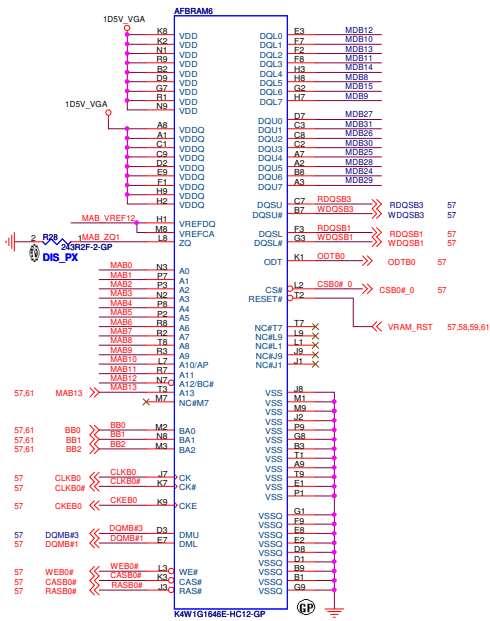 AFBRAM6
1D5V_VGA
K8 VDD
K2 VDD
N1 VDD
R9 VDD
B2 VDD
D9 VDD
G7 VDD
R1 VDD
N9 VDD
1D5V_VGA
A8 VDDQ
A1 VDDQ
C1 VDDQ
C9 VDDQ
D2 VDDQ
E9 VDDQ
F1 VDDQ
H9 VDDQ
H2 VDDQ
MAB_VREF12 H1 VREFDQ
M8 VREFCA
2 R28 1 MAB_ZQ1 L8 ZQ
243R2F-2-GP
DIS_PX
MAB0 N3 A0
MAB1 P7 A1
MAB2 P3 A2
MAB3 N2 A3
MAB4 P8 A4
MAB5 P2 A5
MAB6 R8 A6
MAB7 R2 A7
MAB8 T8 A8
MAB9 R3 A9
MAB10 L7 A10/AP
MAB11 R7 A11
MAB12 N7 A12/BC#
57,61 MAB13 MAB13 T3 A13
M7 NC#M7
57,61 BB0 BB0 M2 BA0
57,61 BB1 BB1 N8 BA1
57,61 BB2 BB2 M3 BA2
57 CLKB0 CLKB0 J7 CK
57 CLKB0# CLKB0# K7 CK#
57 CKEB0 CKEB0 K9 CKE
57 DQMB#3 DQMB#3 D3 DMU
57 DQMB#1 DQMB#1 E7 DML
57 WEB0# WEB0# L3 WE#
57 CASB0# CASB0# K3 CAS#
57 RASB0# RASB0# J3 RAS#
DQL0 E3 MDB12
DQL1 F7 MDB10
DQL2 F2 MDB13
DQL3 F8 MDB11
DQL4 H3 MDB14
DQL5 H8 MDB8
DQL6 G2 MDB15
DQL7 H7 MDB9
DQU0 D7 MDB27
DQU1 C3 MDB31
DQU2 C8 MDB26
DQU3 C2 MDB30
DQU4 A7 MDB25
DQU5 A2 MDB28
DQU6 B8 MDB24
DQU7 A3 MDB29
DQSU C7 RDQSB3 RDQSB3 57
DQSU# B7 WDQSB3 WDQSB3 57
DQSL F3 RDQSB1 RDQSB1 57
DQSL# G3 WDQSB1 WDQSB1 57
ODT K1 ODTB0 ODTB0 57
CS# L2 CSB0#_0 CSB0#_0 57
RESET# T2 VRAM_RST 57,58,59,61
NC#T7 T7
NC#L9 L9
NC#L1 L1
NC#J9 J9
NC#J1 J1
VSS J8
VSS M1
VSS M9
VSS J2
VSS P9
VSS G8
VSS B3
VSS T1
VSS A9
VSS T9
VSS E1
VSS P1
VSSQ G1
VSSQ F9
VSSQ E8
VSSQ E2
VSSQ D8
VSSQ D1
VSSQ B9
VSSQ B1
VSSQ G9
K4W1G1646E-HC12-GP
GP